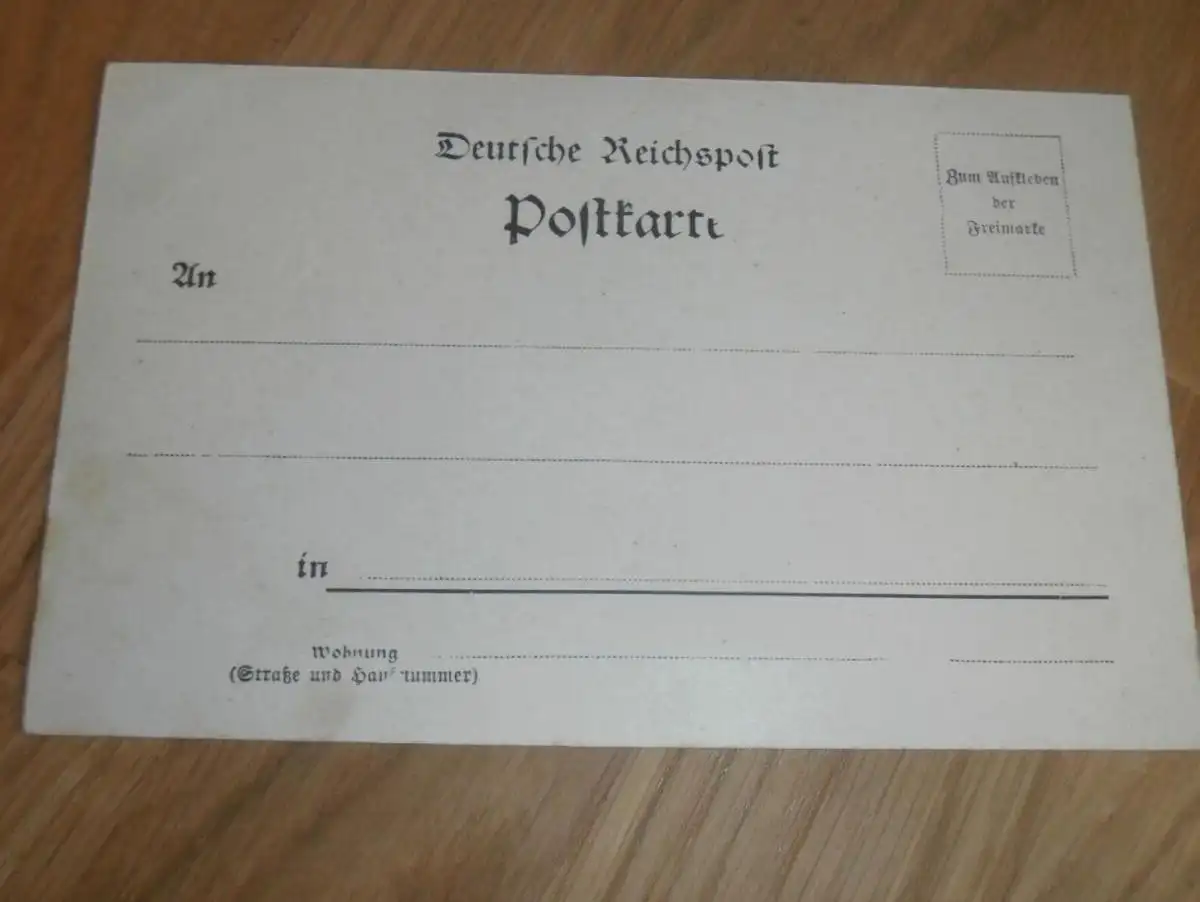 Deutsche Reichspost
Postkarte
Zum Aufkleben
der
Freimarke
An
in
Wohnung
(Straße und Hausnummer)